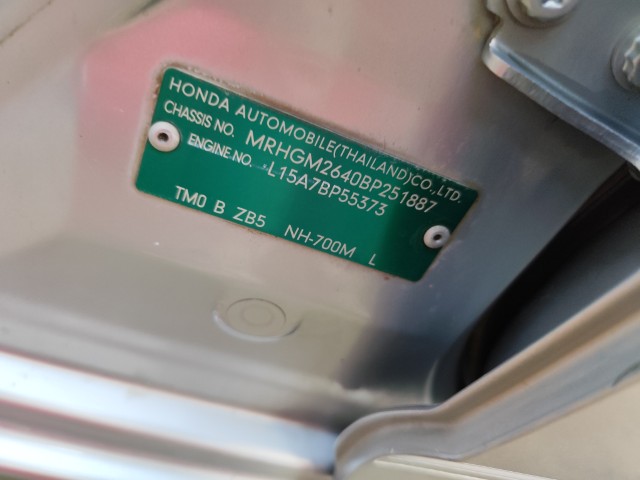 HONDA AUTOMOBILE(THAILAND)CO.,LTD.
CHASSIS NO. MRHGM2640BP251887
ENGINE NO. L15A7BP55373
TM0 B ZB5 NH-700M L